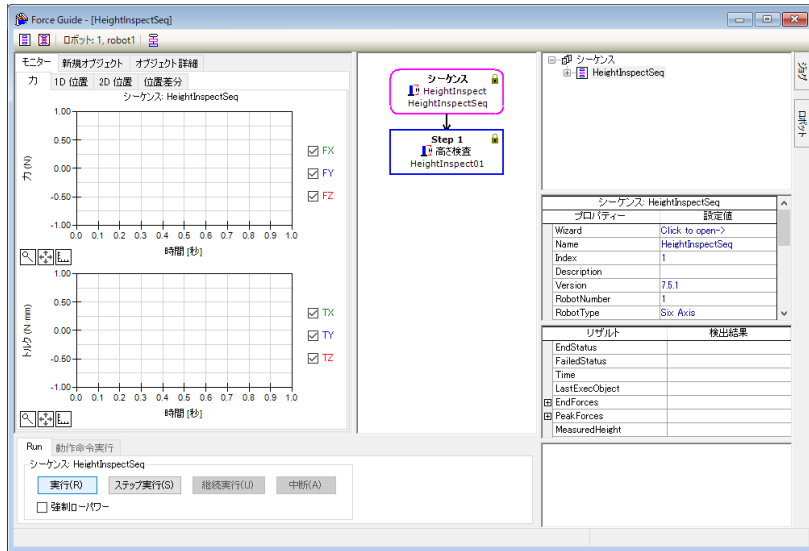 Force Guide - [HeightInspectSeq]
ロボット: 1, robot1
モニター 新規オブジェクト オブジェクト詳細
力 1D 位置 2D 位置 位置差分
シーケンス: HeightInspectSeq
1.00
0.50
0.00
-0.50
-1.00
力 (N)
0.0 0.1 0.2 0.3 0.4 0.5 0.6 0.7 0.8 0.9 1.0
時間 [秒]
FX
FY
FZ
1.00
0.50
0.00
-0.50
-1.00
トルク (N·mm)
0.0 0.1 0.2 0.3 0.4 0.5 0.6 0.7 0.8 0.9 1.0
時間 [秒]
TX
TY
TZ
シーケンス
HeightInspect
HeightInspectSeq
Step 1
高さ検査
HeightInspect01
シーケンス
HeightInspectSeq
ジョグ
ロボット
シーケンス: HeightInspectSeq
プロパティー 設定値
Wizard Click to open->
Name HeightInspectSeq
Index 1
Description
Version 7.5.1
RobotNumber 1
RobotType Six Axis
リザルト 検出結果
EndStatus
FailedStatus
Time
LastExecObject
EndForces
PeakForces
MeasuredHeight
Run 動作命令実行
シーケンス: HeightInspectSeq
実行(R) ステップ実行(S) 継続実行(U) 中断(A)
強制ローパワー